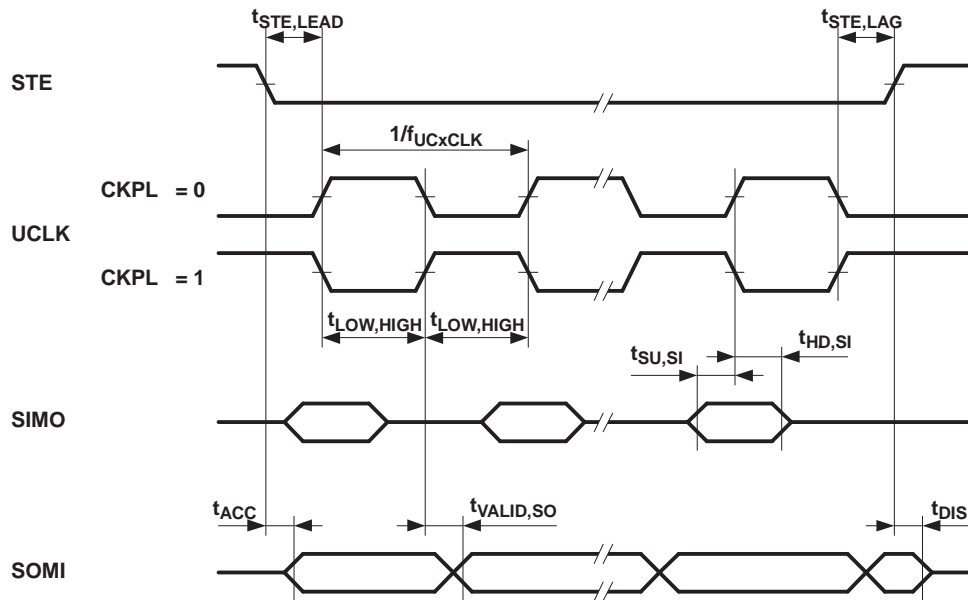 tSTE,LEAD
tSTE,LAG
STE
1/fUCxCLK
CKPL = 0
UCLK
CKPL = 1
tLOW,HIGH tLOW,HIGH
tHD,SI
tSU,SI
SIMO
tACC
tVALID,SO
tDIS
SOMI